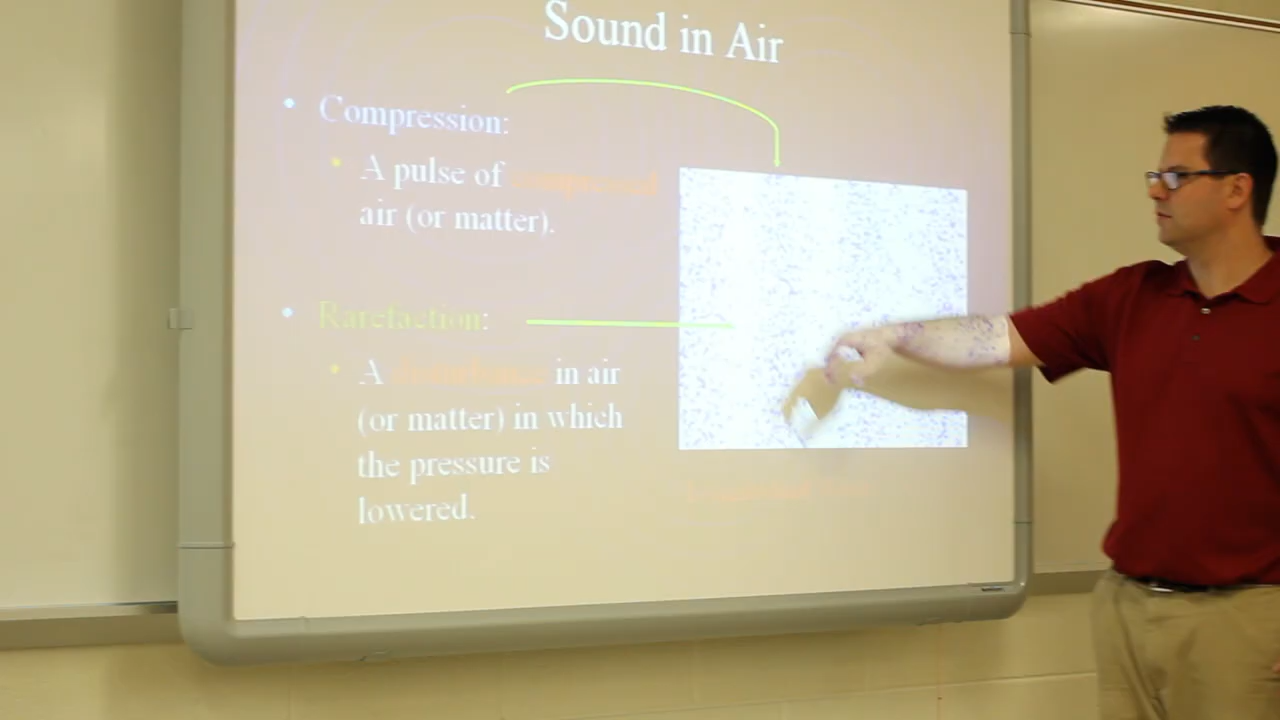 Sound in Air
• Compression:
• A pulse of compressed
air (or matter).
• Rarefaction:
• A disturbance in air
(or matter) in which
the pressure is
lowered.